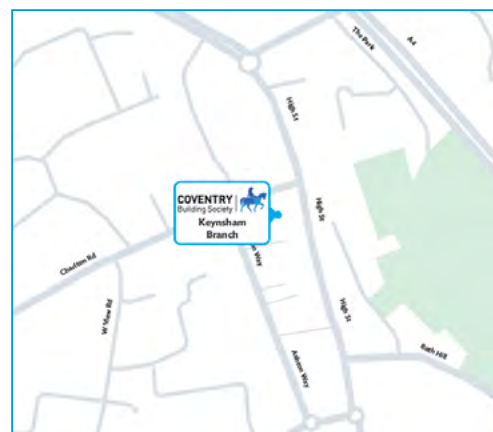 The Park
A4
High St
COVENTRY
Building Society
Keynsham
Branch
High St
Charlton Rd
n Way
W View Rd
High St
Ashton Way
Bath Hill